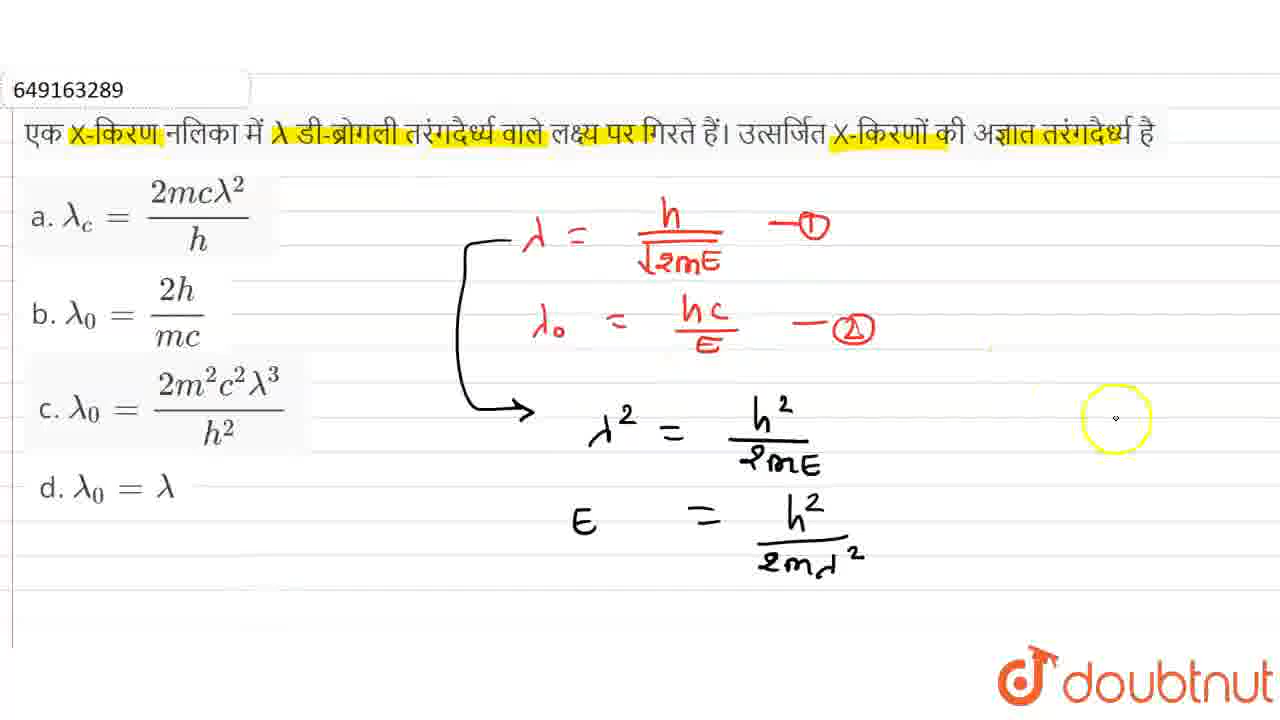 649163289
एक X-किरण नलिका में λ डी-ब्रोगली तरंगदैर्ध्य वाले लक्ष्य पर गिरते हैं। उत्सर्जित X-किरणों की अज्ञात तरंगदैर्ध्य है
a. λ_c = 2mcλ²/h
b. λ₀ = 2h/mc
c. λ₀ = 2m²c²λ³/h²
d. λ₀ = λ
λ = h/√2mE —①
λ₀ = hc/E —②
λ² = h²/2mE
E = h²/2mλ²
doubtnut